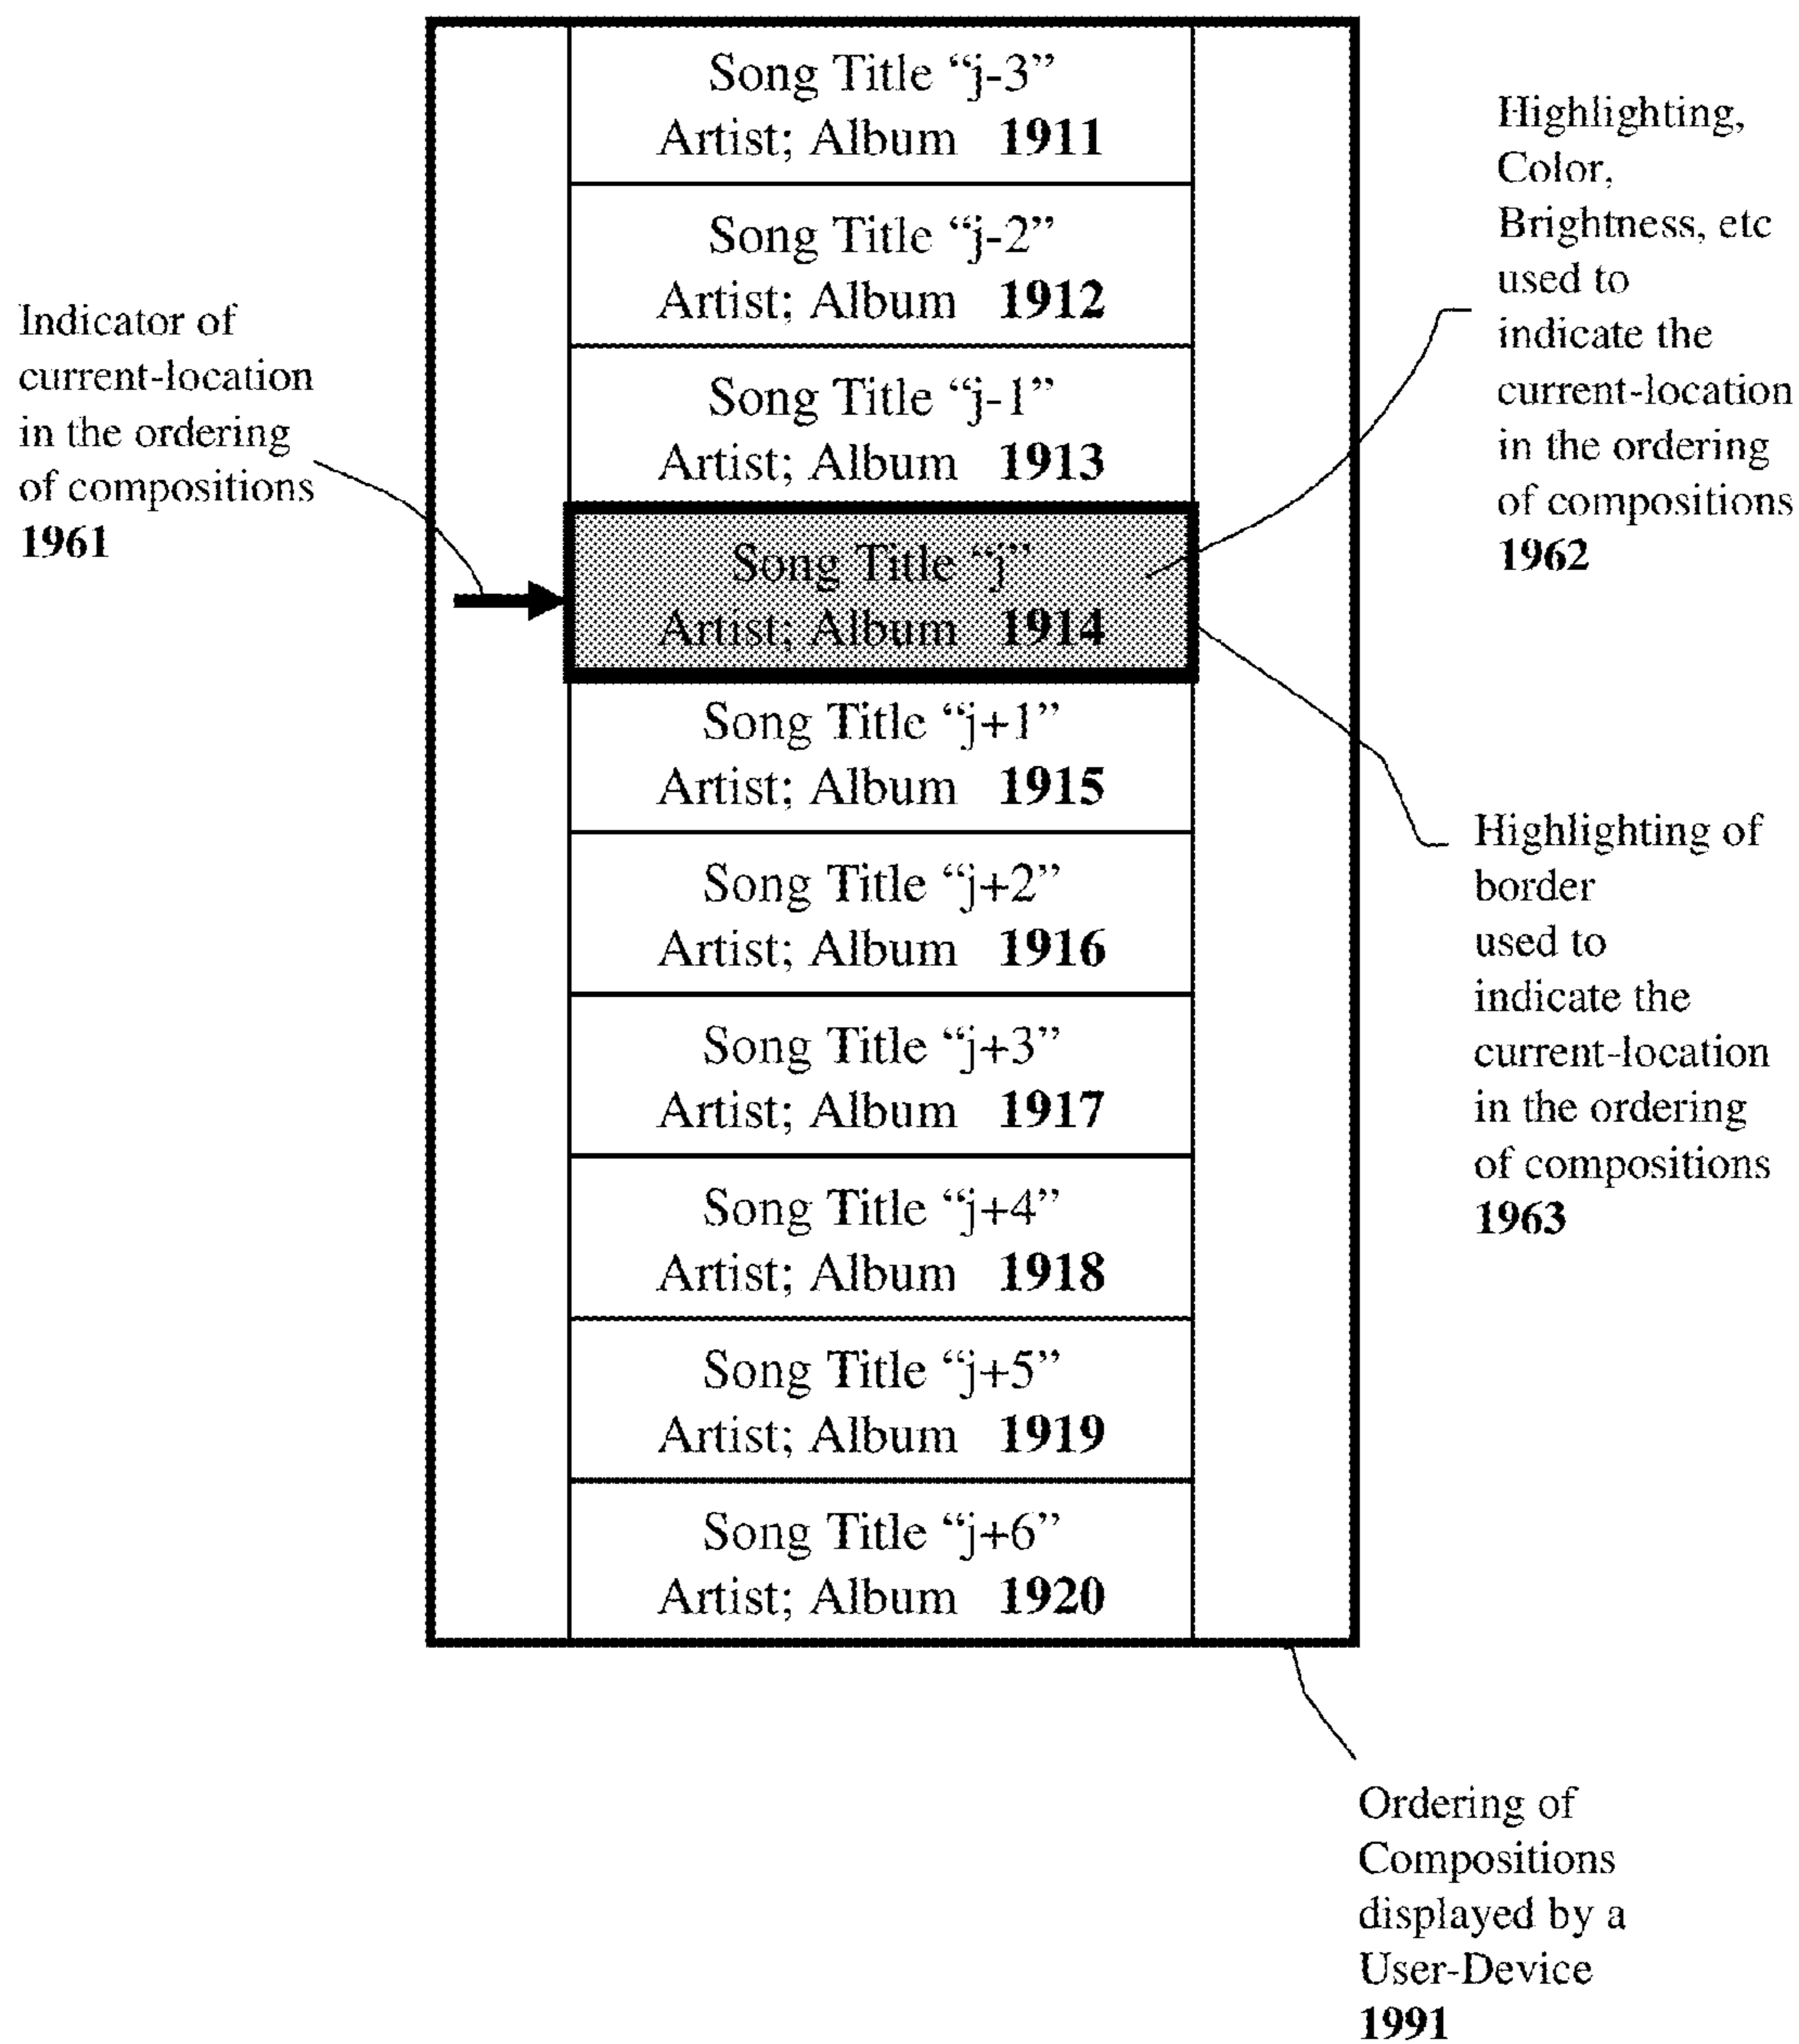 Song Title “j-3”
Artist; Album 1911
Song Title “j-2”
Artist; Album 1912
Song Title “j-1”
Artist; Album 1913
Song Title “j”
Artist; Album 1914
Song Title “j+1”
Artist; Album 1915
Song Title “j+2”
Artist; Album 1916
Song Title “j+3”
Artist; Album 1917
Song Title “j+4”
Artist; Album 1918
Song Title “j+5”
Artist; Album 1919
Song Title “j+6”
Artist; Album 1920
Indicator of
current-location
in the ordering
of compositions
1961
Highlighting,
Color,
Brightness, etc
used to
indicate the
current-location
in the ordering
of compositions
1962
Highlighting of
border
used to
indicate the
current-location
in the ordering
of compositions
1963
Ordering of
Compositions
displayed by a
User-Device
1991